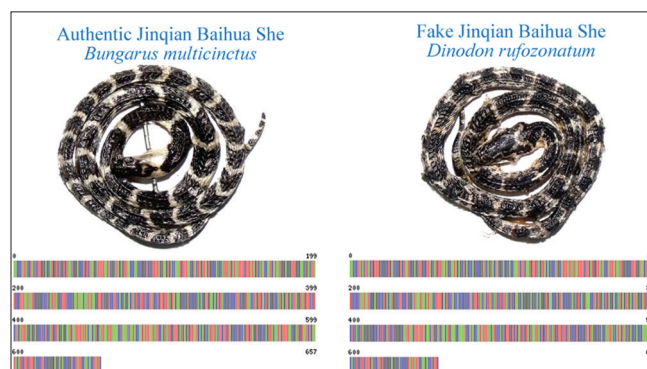 Authentic Jinqian Baihua She
Bungarus multicinctus
Fake Jinqian Baihua She
Dinodon rufozonatum
0 199
200 399
400 599
600 657
0
200
400
600